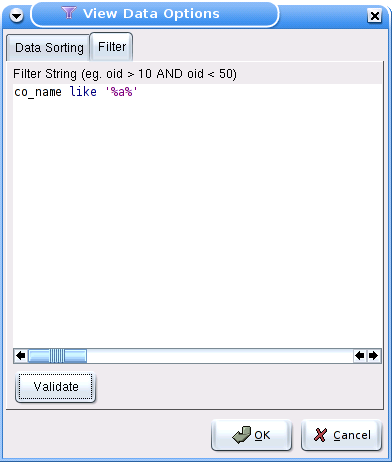 View Data Options
Data Sorting Filter
Filter String (eg. oid > 10 AND oid < 50)
co_name like '%a%'
Validate
OK Cancel